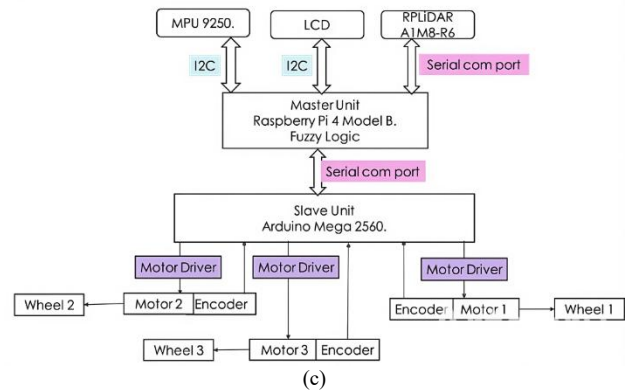 MPU 9250.
LCD
RPLiDAR
A1M8-R6
I2C
I2C
Serial com port
Master Unit
Raspberry Pi 4 Model B.
Fuzzy Logic
Serial com port
Slave Unit
Arduino Mega 2560.
Motor Driver
Motor Driver
Motor Driver
Wheel 2
Motor 2
Encoder
Encoder
Motor 1
Wheel 1
Wheel 3
Motor 3
Encoder
(c)